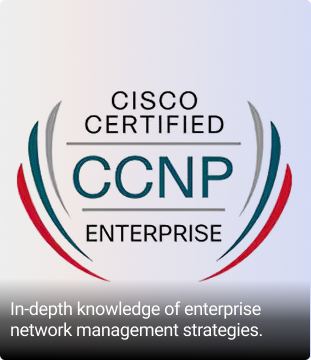 CISCO
CERTIFIED
CCNP
ENTERPRISE
In-depth knowledge of enterprise
network management strategies.